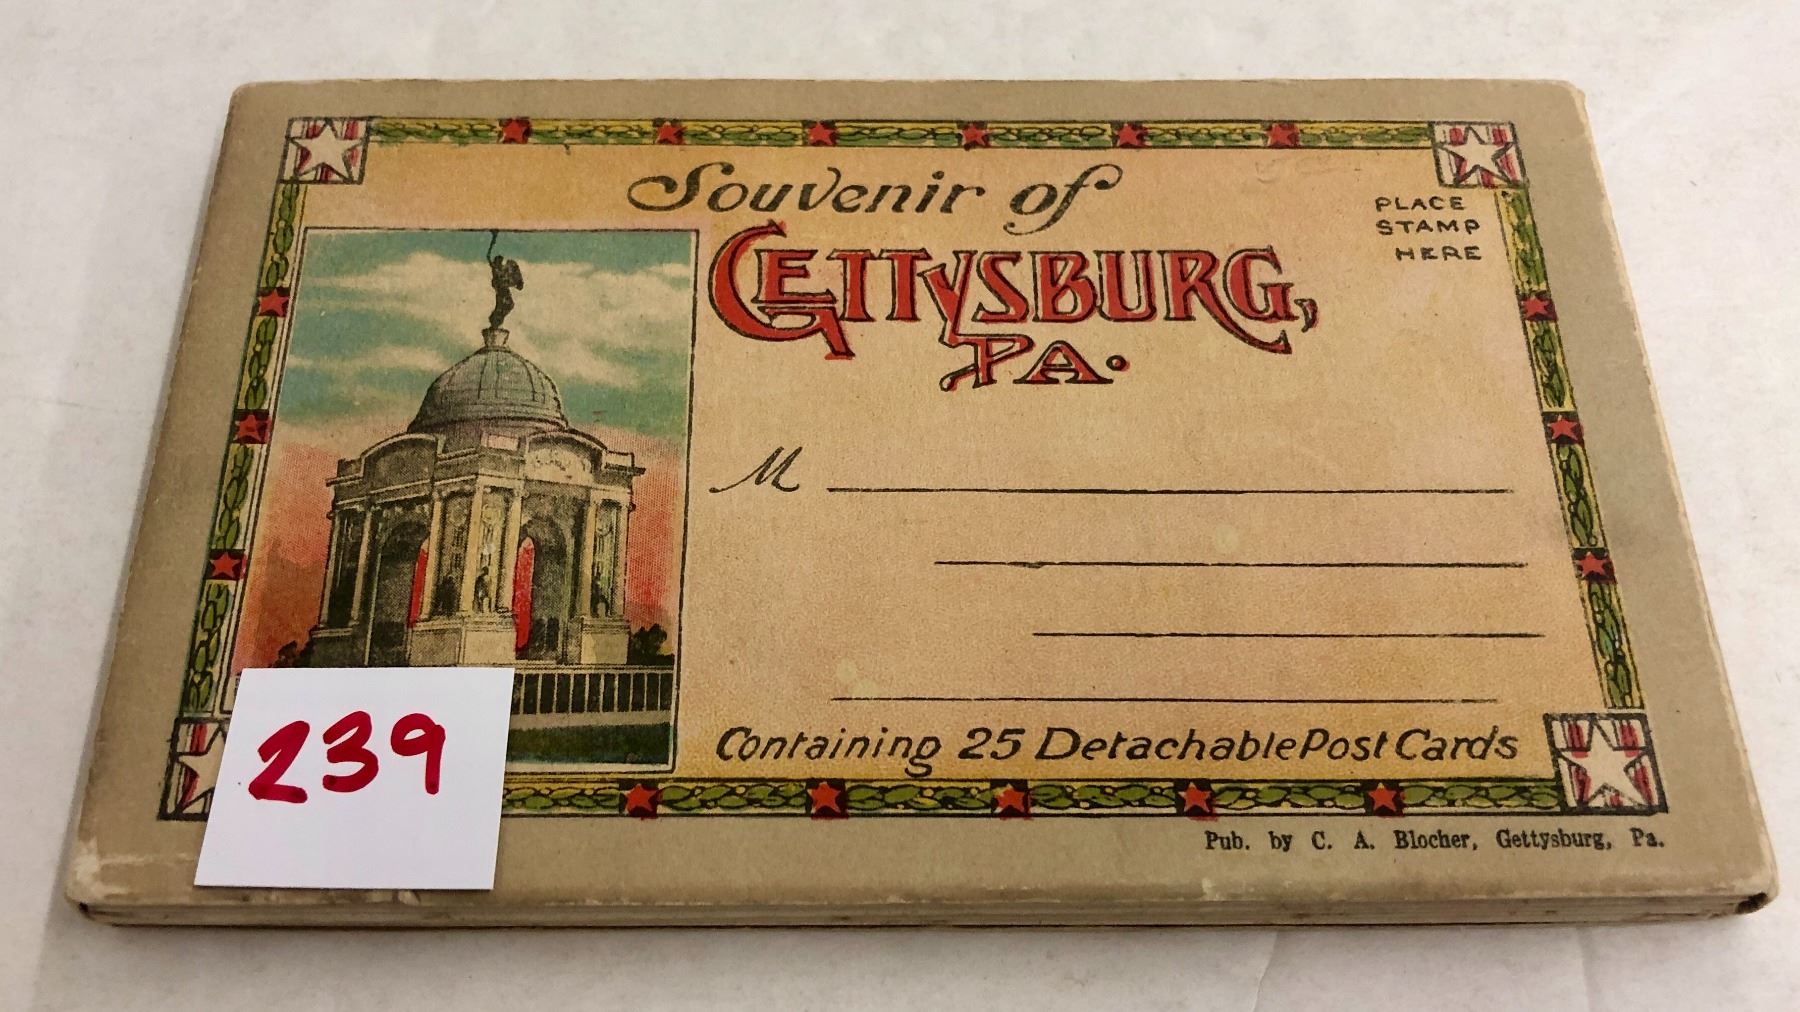 Souvenir of
GETTYSBURG,
PA.
PLACE
STAMP
HERE
M
Containing 25 Detachable Post Cards
Pub. by C. A. Blocher, Gettysburg, Pa.
239